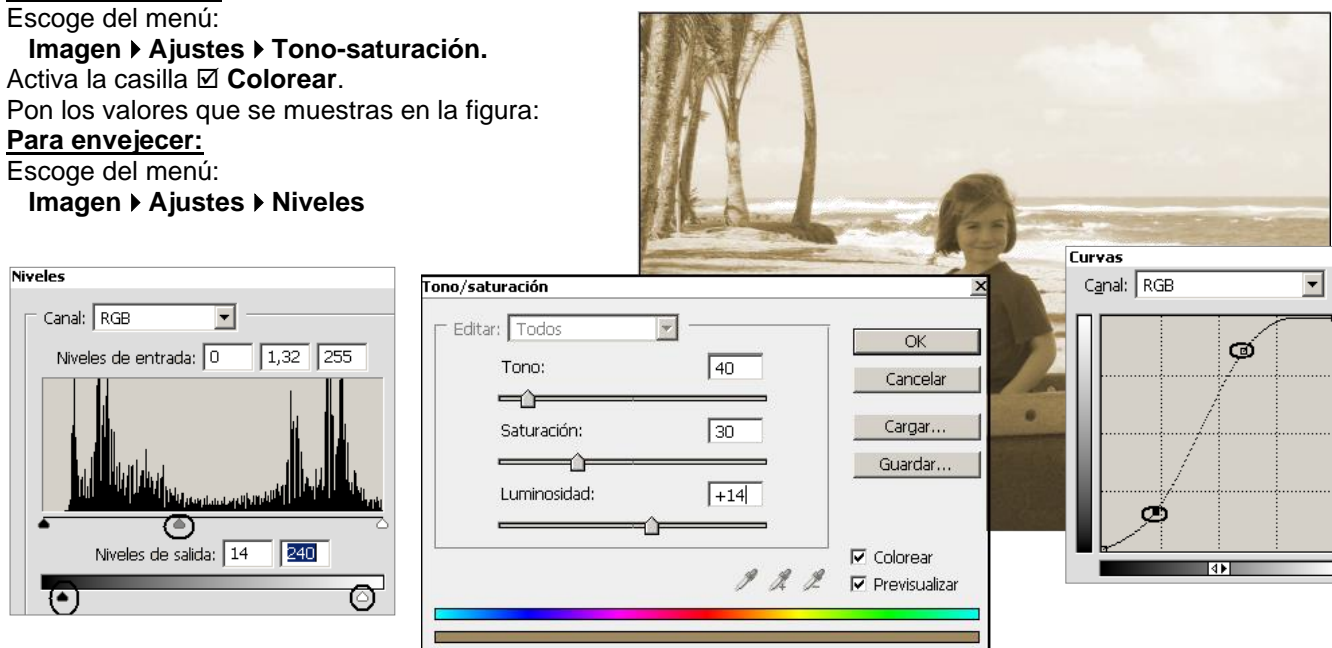 Escoge del menú:
Imagen ▶ Ajustes ▶ Tono-saturación.
Activa la casilla ☑ Colorear.
Pon los valores que se muestras en la figura:
Para envejecer:
Escoge del menú:
Imagen ▶ Ajustes ▶ Niveles
Niveles
Canal: RGB
Niveles de entrada: 0 1,32 255
Niveles de salida: 14 240
Tono/saturación
Editar: Todos
Tono: 40
Saturación: 30
Luminosidad: +14
OK
Cancelar
Cargar...
Guardar...
Colorear
Previsualizar
Curvas
Canal: RGB